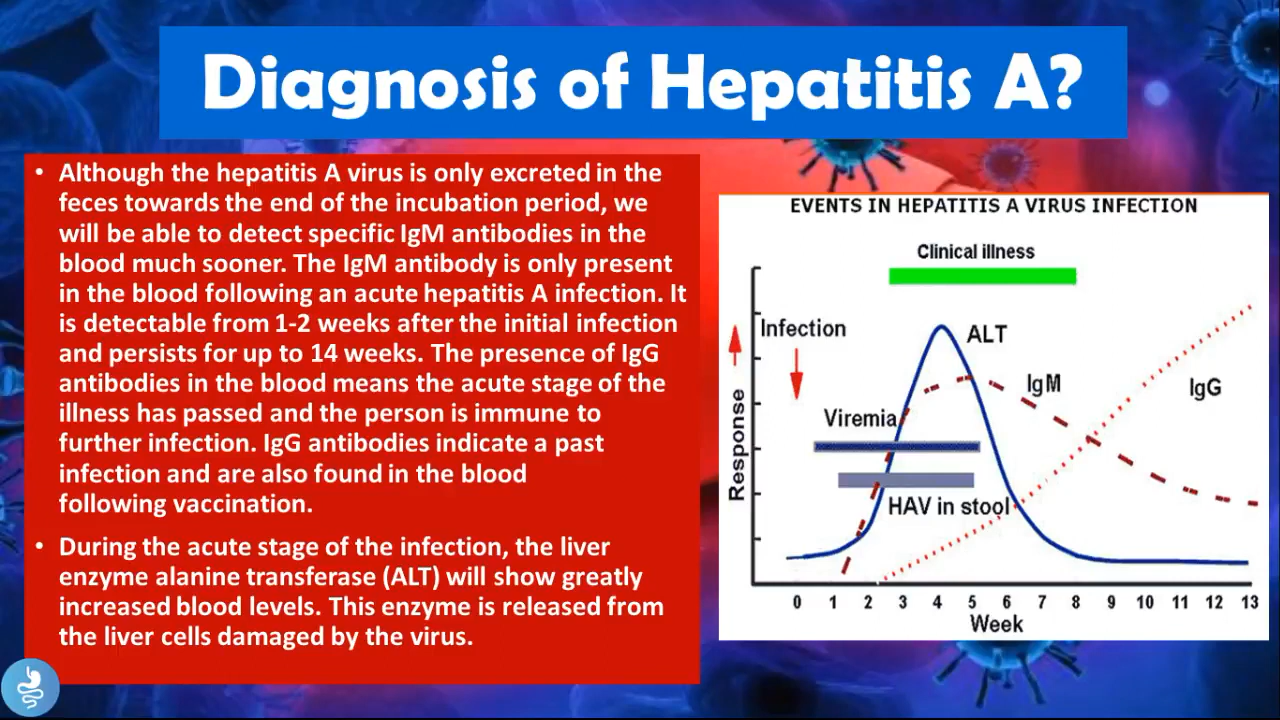 Diagnosis of Hepatitis A?
• Although the hepatitis A virus is only excreted in the
feces towards the end of the incubation period, we
will be able to detect specific IgM antibodies in the
blood much sooner. The IgM antibody is only present
in the blood following an acute hepatitis A infection. It
is detectable from 1-2 weeks after the initial infection
and persists for up to 14 weeks. The presence of IgG
antibodies in the blood means the acute stage of the
illness has passed and the person is immune to
further infection. IgG antibodies indicate a past
infection and are also found in the blood
following vaccination.
• During the acute stage of the infection, the liver
enzyme alanine transferase (ALT) will show greatly
increased blood levels. This enzyme is released from
the liver cells damaged by the virus.
EVENTS IN HEPATITIS A VIRUS INFECTION
Clinical illness
Infection
ALT
IgM
IgG
Viremia
HAV in stool
Response
0 1 2 3 4 5 6 7 8 9 10 11 12 13
Week